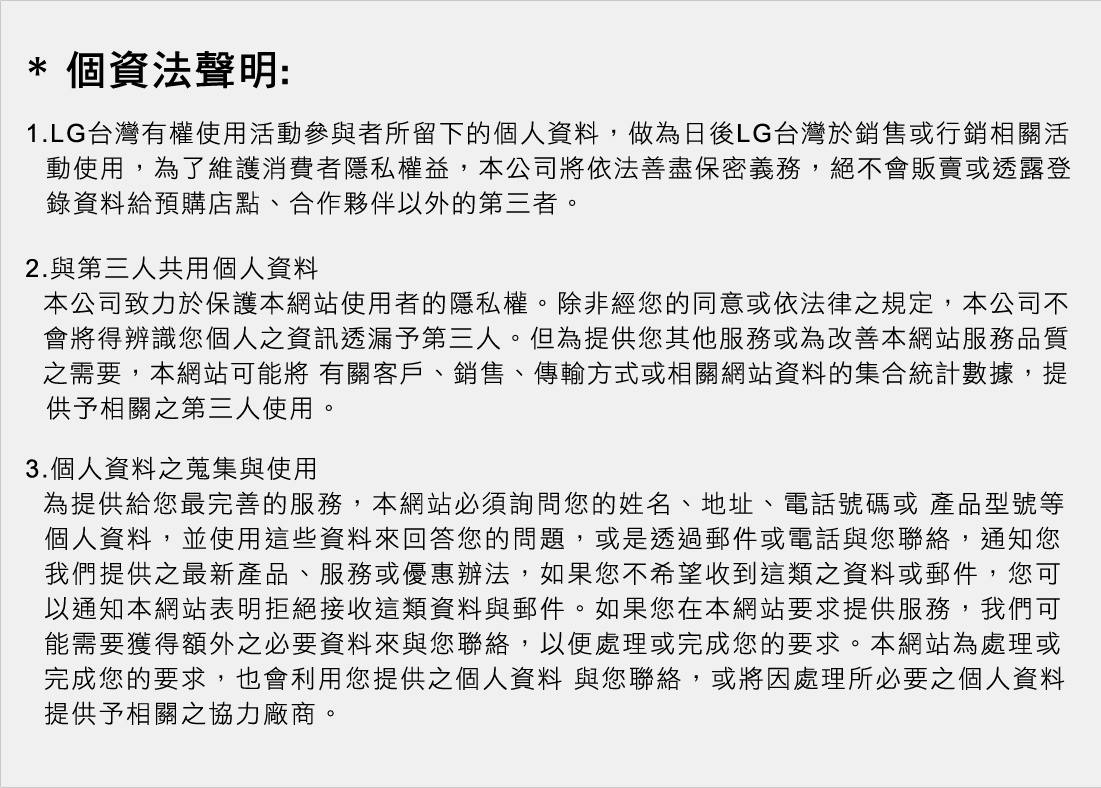 * 個資法聲明:
1.LG台灣有權使用活動參與者所留下的個人資料，做為日後LG台灣於銷售或行銷相關活
動使用，為了維護消費者隱私權益，本公司將依法善盡保密義務，絕不會販賣或透露登
錄資料給預購店點、合作夥伴以外的第三者。
2.與第三人共用個人資料
本公司致力於保護本網站使用者的隱私權。除非經您的同意或依法律之規定，本公司不
會將得辨識您個人之資訊透漏予第三人。但為提供您其他服務或為改善本網站服務品質
之需要，本網站可能將 有關客戶、銷售、傳輸方式或相關網站資料的集合統計數據，提
供予相關之第三人使用。
3.個人資料之蒐集與使用
為提供給您最完善的服務，本網站必須詢問您的姓名、地址、電話號碼或 產品型號等
個人資料，並使用這些資料來回答您的問題，或是透過郵件或電話與您聯絡，通知您
我們提供之最新產品、服務或優惠辦法，如果您不希望收到這類之資料或郵件，您可
以通知本網站表明拒絕接收這類資料與郵件。如果您在本網站要求提供服務，我們可
能需要獲得額外之必要資料來與您聯絡，以便處理或完成您的要求。本網站為處理或
完成您的要求，也會利用您提供之個人資料 與您聯絡，或將因處理所必要之個人資料
提供予相關之協力廠商。